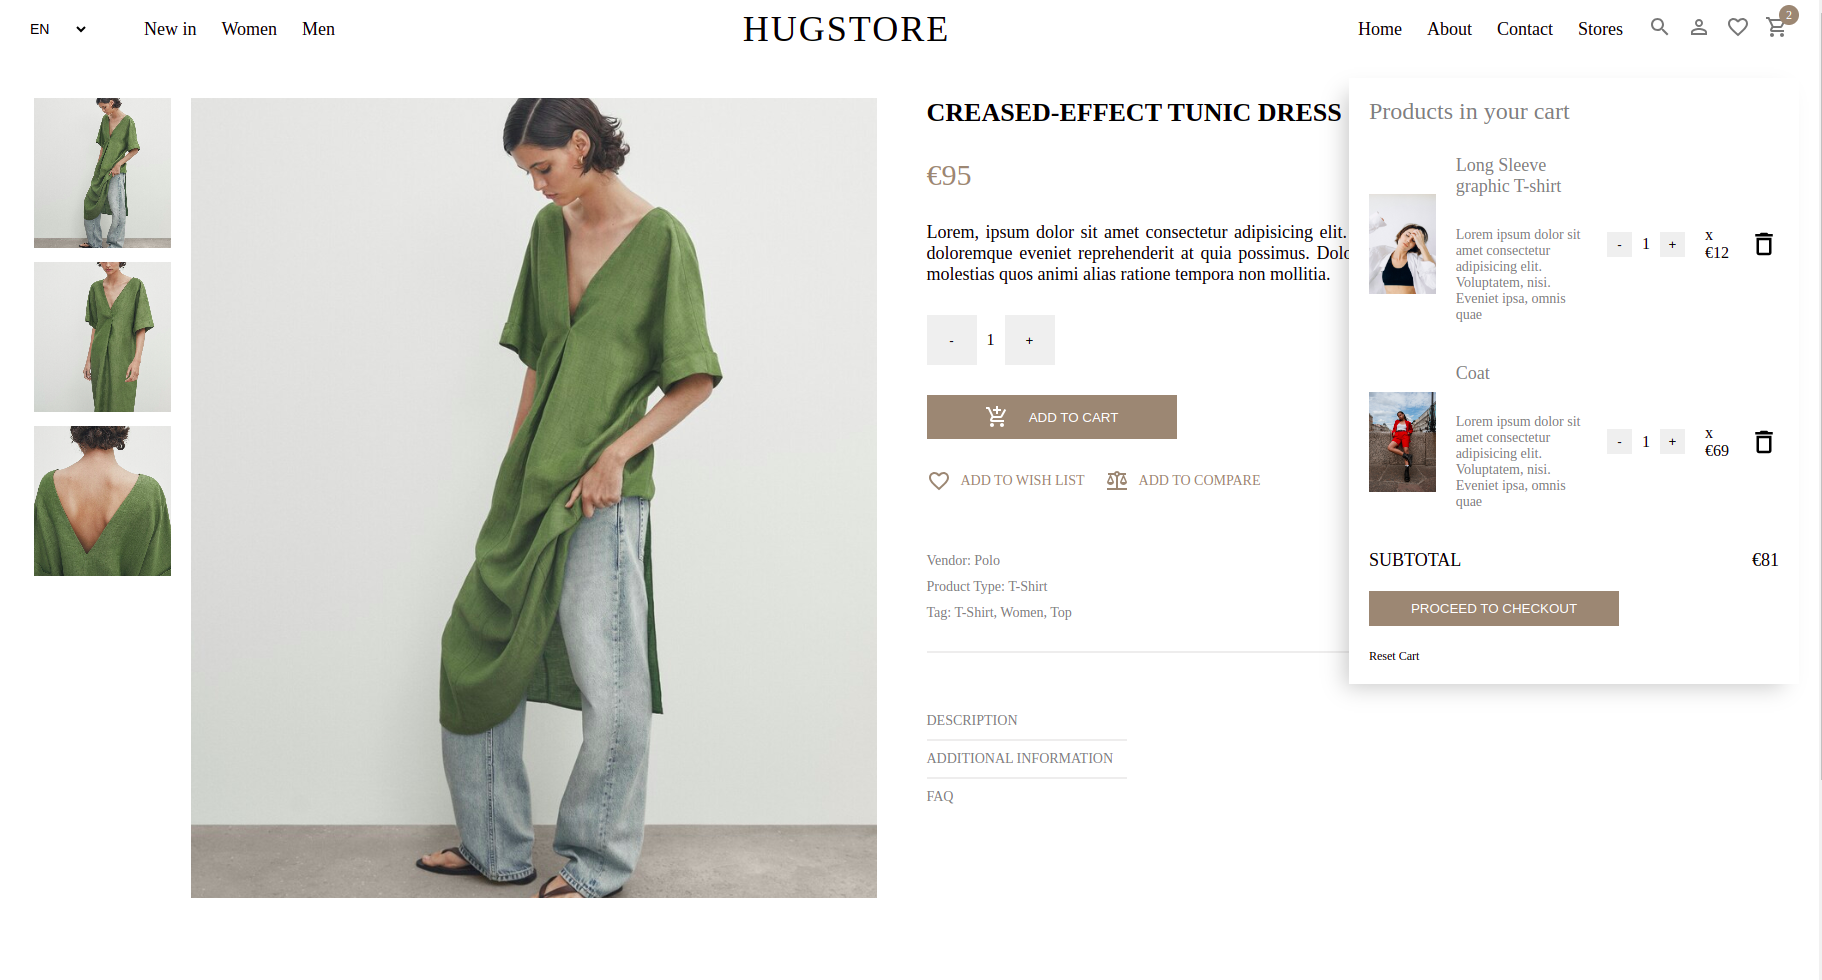 EN
New in
Women
Men
HUGSTORE
Home
About
Contact
Stores
2
CREASED-EFFECT TUNIC DRESS
€95
Lorem, ipsum dolor sit amet consectetur adipisicing elit.
doloremque eveniet reprehenderit at quia possimus.
molestias quos animi alias ratione tempora non mollitia.
- 1 +
ADD TO CART
ADD TO WISH LIST
ADD TO COMPARE
Vendor: Polo
Product Type: T-Shirt
Tag: T-Shirt, Women, Top
DESCRIPTION
ADDITIONAL INFORMATION
FAQ
Products in your cart
Long Sleeve
graphic T-shirt
Lorem ipsum dolor sit
amet consectetur
adipisicing elit.
Voluptatem, nisi.
Eveniet ipsa, omnis
quae
- 1 +
x
€12
Coat
Lorem ipsum dolor sit
amet consectetur
adipisicing elit.
Voluptatem, nisi.
Eveniet ipsa, omnis
quae
- 1 +
x
€69
SUBTOTAL
€81
PROCEED TO CHECKOUT
Reset Cart